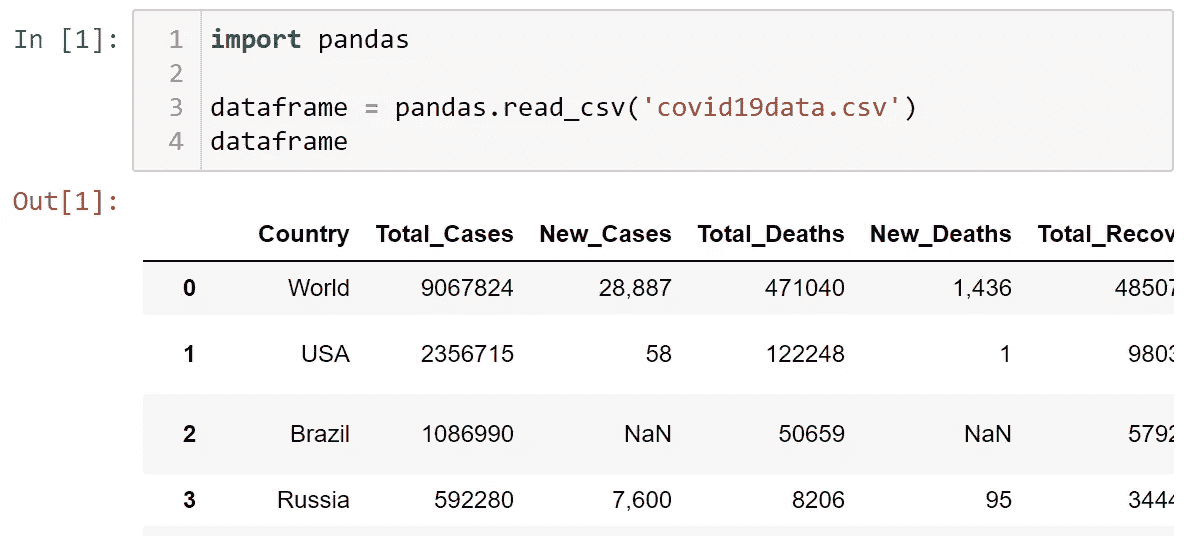 In [1]:
1 import pandas
2
3 dataframe = pandas.read_csv('covid19data.csv')
4 dataframe
Out[1]:
Country Total_Cases New_Cases Total_Deaths New_Deaths Total_Recov
0 World 9067824 28,887 471040 1,436 48507
1 USA 2356715 58 122248 1 9803
2 Brazil 1086990 NaN 50659 NaN 5792
3 Russia 592280 7,600 8206 95 3444